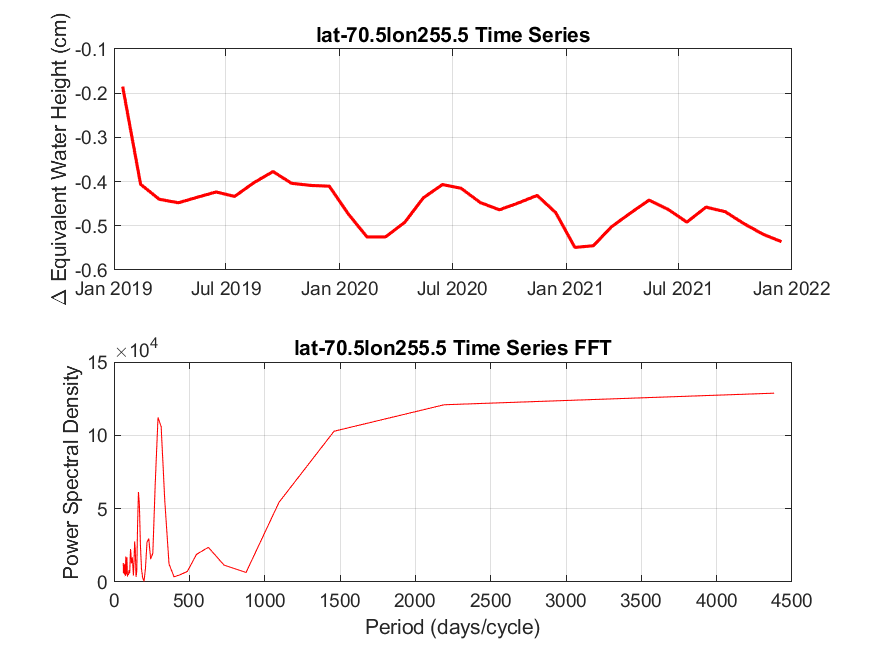 lat-70.5lon255.5 Time Series
Δ Equivalent Water Height (cm)
-0.1
-0.2
-0.3
-0.4
-0.5
-0.6
Jan 2019 Jul 2019 Jan 2020 Jul 2020 Jan 2021 Jul 2021 Jan 2022
lat-70.5lon255.5 Time Series FFT
×10⁴
Power Spectral Density
15
10
5
0
0 500 1000 1500 2000 2500 3000 3500 4000 4500
Period (days/cycle)